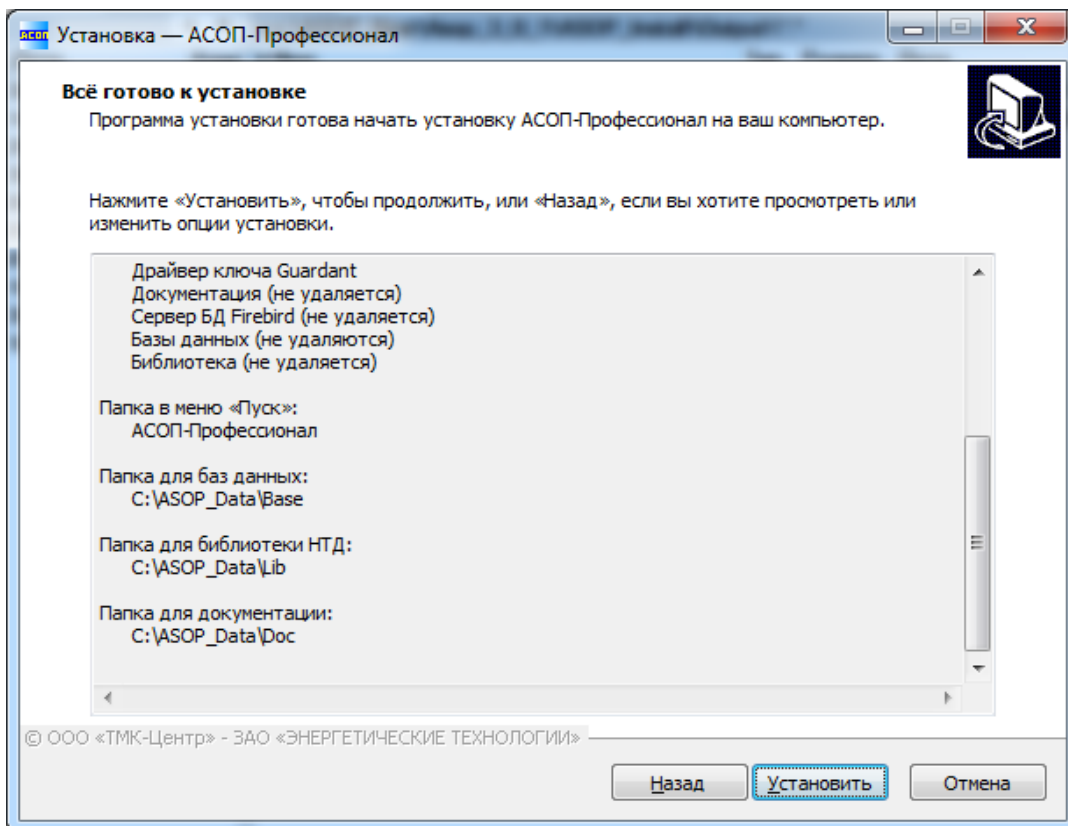 АСОП Установка — АСОП-Профессионал
Всё готово к установке
Программа установки готова начать установку АСОП-Профессионал на ваш компьютер.
Нажмите «Установить», чтобы продолжить, или «Назад», если вы хотите просмотреть или
изменить опции установки.
Драйвер ключа Guardant
Документация (не удаляется)
Сервер БД Firebird (не удаляется)
Базы данных (не удаляются)
Библиотека (не удаляется)
Папка в меню «Пуск»:
АСОП-Профессионал
Папка для баз данных:
C:\ASOP_Data\Base
Папка для библиотеки НТД:
C:\ASOP_Data\Lib
Папка для документации:
C:\ASOP_Data\Doc
© ООО «ТМК-Центр» - ЗАО «ЭНЕРГЕТИЧЕСКИЕ ТЕХНОЛОГИИ»
Назад Установить Отмена